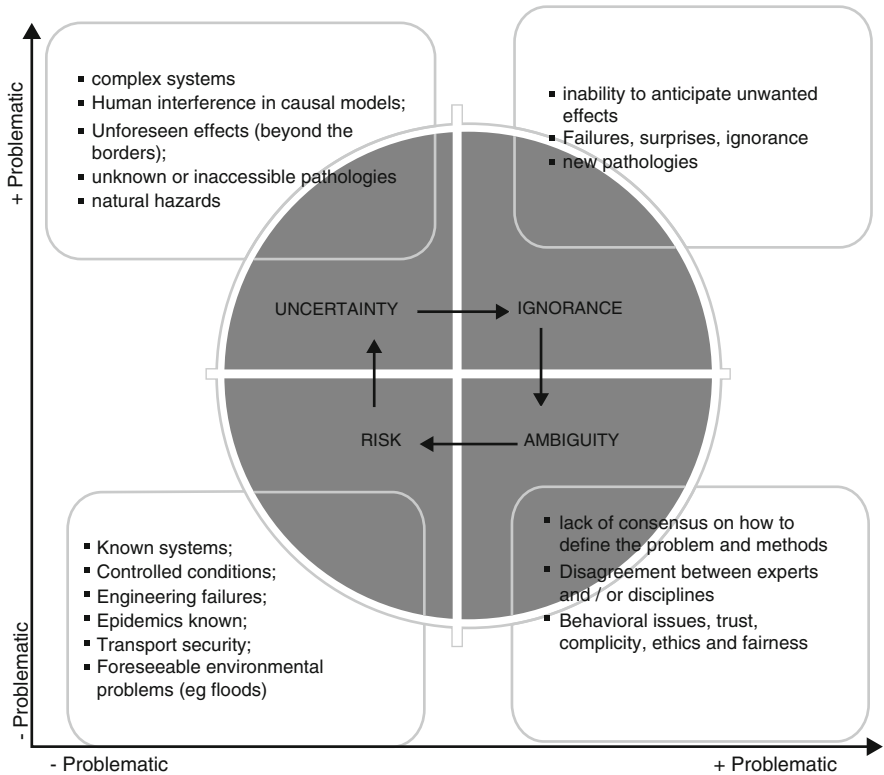 + Problematic
▪ complex systems
▪ Human interference in causal models;
▪ Unforeseen effects (beyond the
borders);
▪ unknown or inaccessible pathologies
▪ natural hazards
▪ inability to anticipate unwanted
effects
▪ Failures, surprises, ignorance
▪ new pathologies
UNCERTAINTY
IGNORANCE
RISK
AMBIGUITY
▪ Known systems;
▪ Controlled conditions;
▪ Engineering failures;
▪ Epidemics known;
▪ Transport security;
▪ Foreseeable environmental
problems (eg floods)
▪ lack of consensus on how to
define the problem and methods
▪ Disagreement between experts
and / or disciplines
▪ Behavioral issues, trust,
complicity, ethics and fairness
- Problematic
- Problematic
+ Problematic